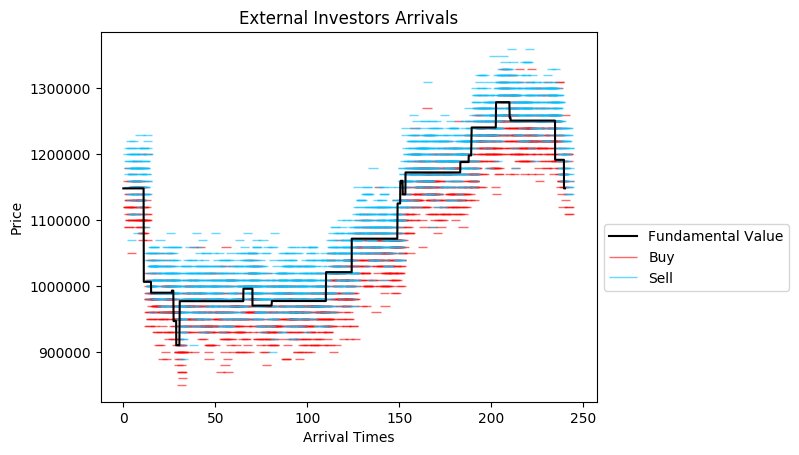 External Investors Arrivals
Price
1300000
1200000
1100000
1000000
900000
0 50 100 150 200 250
Arrival Times
Fundamental Value
Buy
Sell